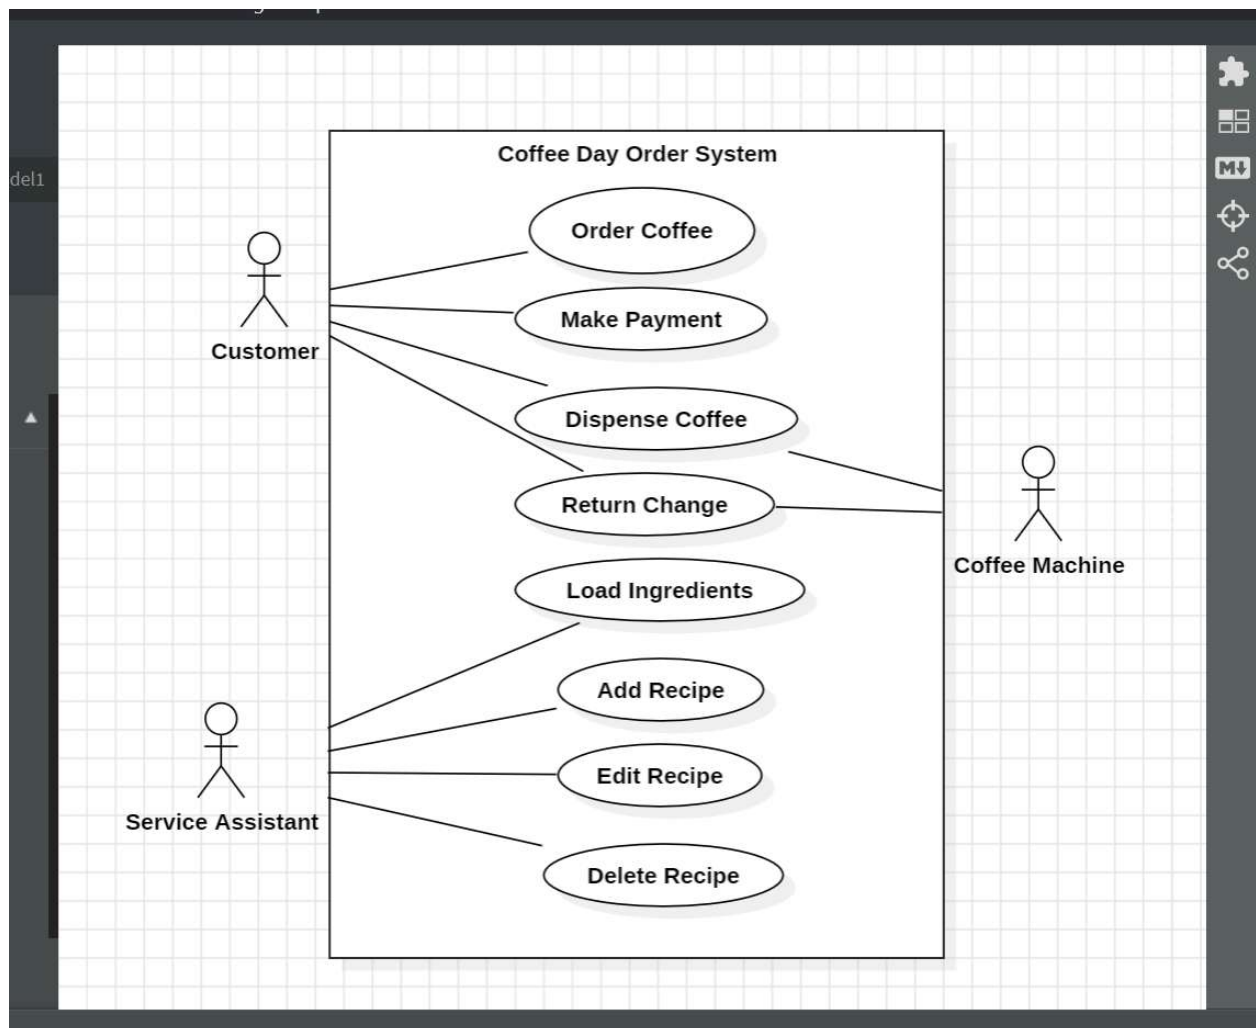 Coffee Day Order System
Order Coffee
Make Payment
Customer
Dispense Coffee
Return Change
Coffee Machine
Load Ingredients
Add Recipe
Edit Recipe
Service Assistant
Delete Recipe
del1
M